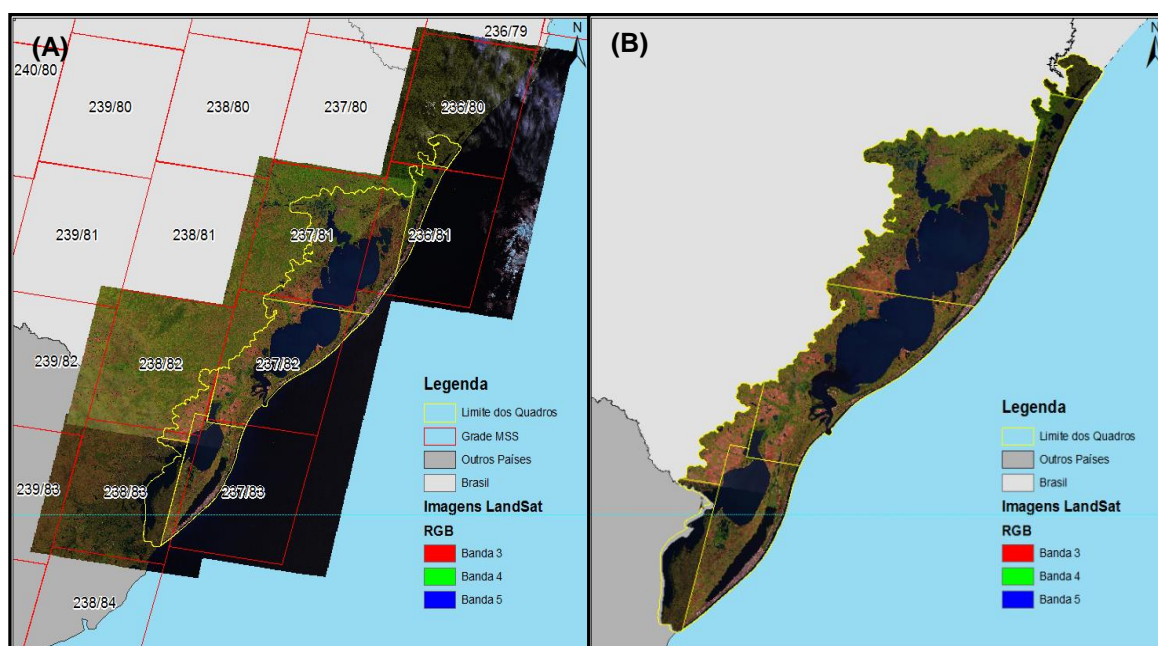 (A)
N
236/79
240/80
239/80
238/80
237/80
236/80
239/81
238/81
237/81
236/81
239/82
238/82
237/82
239/83
238/83
237/83
238/84
Legenda
Limite dos Quadros
Grade MSS
Outros Países
Brasil
Imagens LandSat
RGB
Banda 3
Banda 4
Banda 5
(B)
N
Legenda
Limite dos Quadros
Outros Países
Brasil
Imagens LandSat
RGB
Banda 3
Banda 4
Banda 5